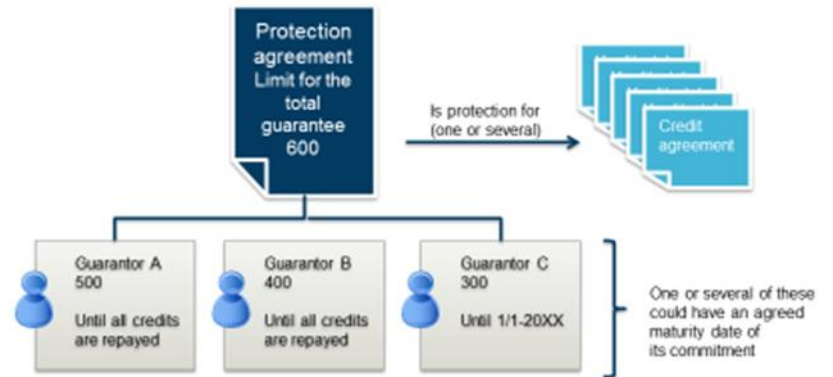 Protection
agreement
Limit for the
total
guarantee
600
Is protection for
(one or several)
Credit
agreement
Guarantor A
500
Until all credits
are repayed
Guarantor B
400
Until all credits
are repayed
Guarantor C
300
Until 1/1-20XX
One or several of these
could have an agreed
maturity date of
its commitment